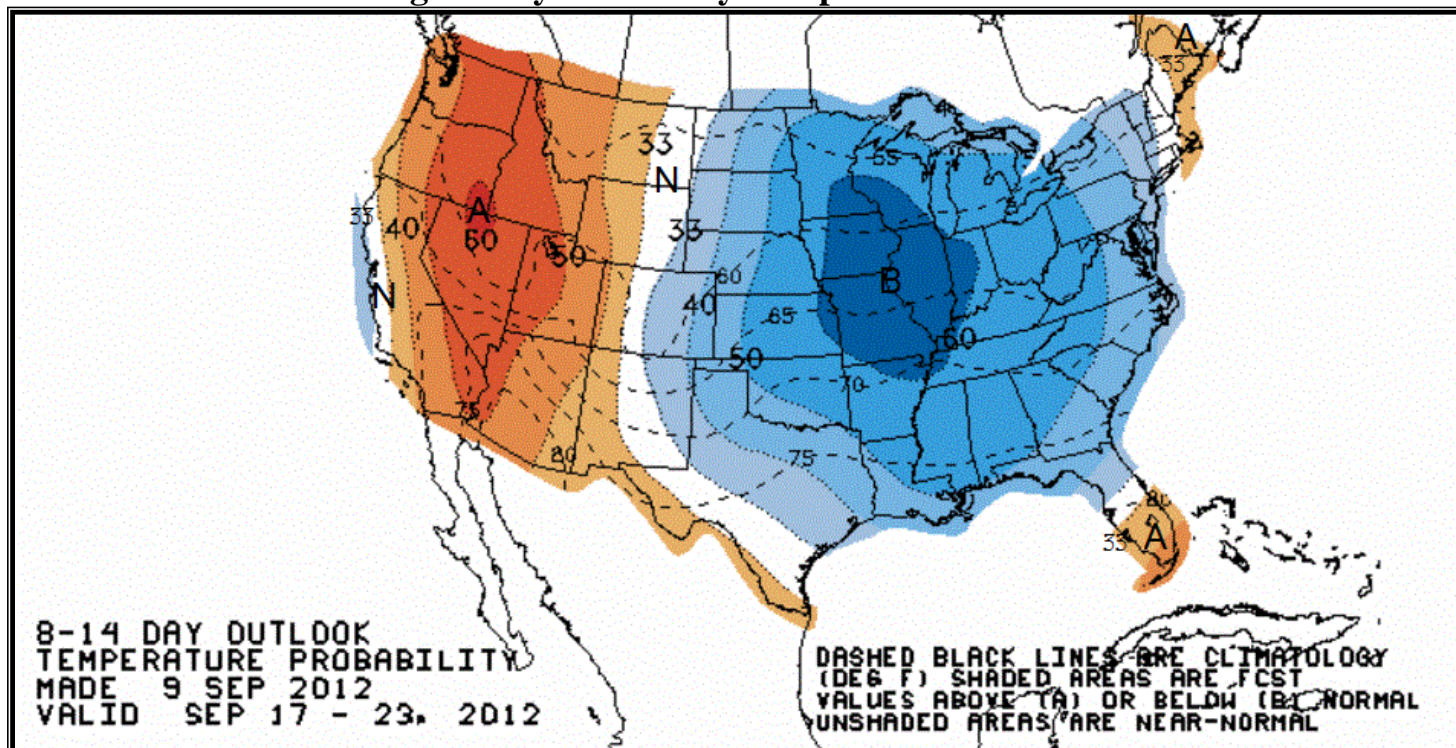 A
33
33
N
55
33
40
33
A
60
50
N
60
B
40
65
60
50
70
75
80
75
80
33
A
8-14 DAY OUTLOOK
TEMPERATURE PROBABILITY
MADE 9 SEP 2012
VALID SEP 17 - 23, 2012
DASHED BLACK LINES ARE CLIMATOLOGY
(DEG F) SHADED AREAS ARE FCST
VALUES ABOVE (A) OR BELOW (B) NORMAL
UNSHADED AREAS ARE NEAR-NORMAL